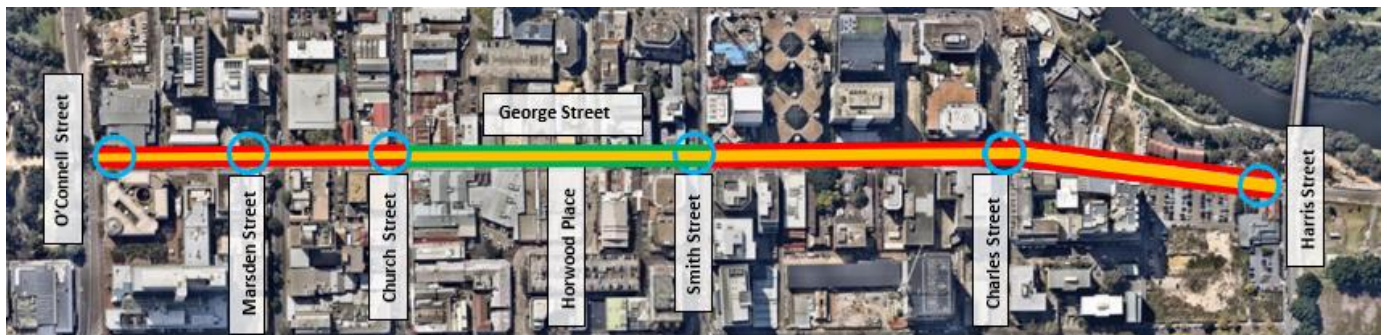 O'Connell Street
Marsden Street
Church Street
George Street
Horwood Place
Smith Street
Charles Street
Harris Street